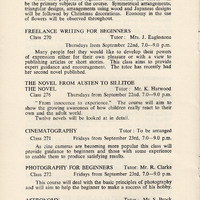 be the primary subjects of the course. Symmetrical arrangements,
triangular designs, arrangements using wood and Japanese designs
will be followed by Christmas decorations. Economy in the use
of flowers will be observed throughout.
FREELANCE WRITING FOR BEGINNERS
Class 270 Tutor: Mrs. J. Eaglestone
Thursdays from September 22nd, 7.0—9.0 p.m.
Many people feel they would like to develop their powers
of expression either for their own pleasure or with a view to
publishing articles or short stories. This class aims to provide
expert guidance and encouragement. The tutor has recently had
her second novel published.
THE NOVEL FROM AUSTEN TO SILLITOE
THE NOVEL Tutor: Mr. K. Harwood
Class 276 Thursdays from September 22nd, 7.0—9.0 p.m.
"From innocence to experience". The course will aim to
show the growing awareness of how children really react to their
own and the adult world.
Twelve novels will be looked at in detail.
CINEMATOGRAPHY Tutor: To be arranged
Class 271 Fridays from September 23rd, 7.0—9.0 p.m.
As cine cameras are becoming more popular this class will
provide guidance to beginners and those with some experience
to enable them to produce satisfying results.
PHOTOGRAPHY FOR BEGINNERS Tutor: Mr. R. Clarke
Class 272 Fridays from September 23rd, 7.0—9.0 p.m.
This course will deal with the basic principles of photography
and will aim to help the beginner to make a success of his hobby.
ASTRONOMY Tutor: Mr. S.